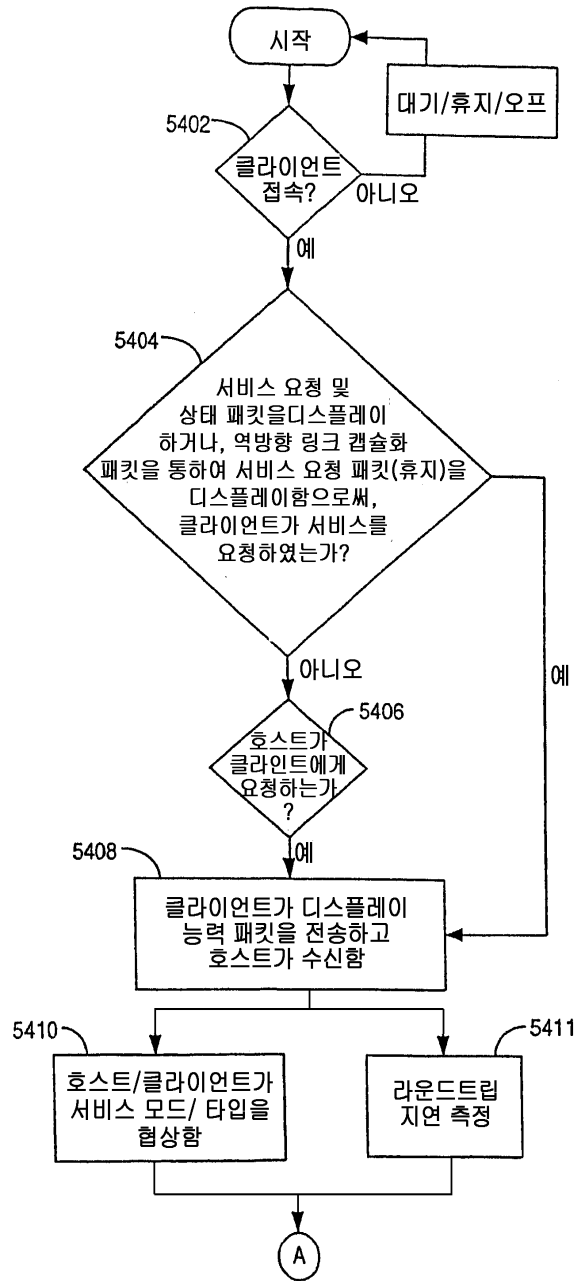 시작
대기/휴지/오프
5402
클라이언트
접속?
아니오
예
5404
서비스 요청 및
상태 패킷을디스플레이
하거나, 역방향 링크 캡슐화
패킷을 통하여 서비스 요청 패킷(휴지)을
디스플레이함으로써,
클라이언트가 서비스를
요청하였는가?
예
아니오
5406
호스트가
클라인트에게
요청하는가
?
예
5408
클라이언트가 디스플레이
능력 패킷을 전송하고
호스트가 수신함
5410
호스트/클라이언트가
서비스 모드/ 타입을
협상함
5411
라운드트립
지연 측정
A